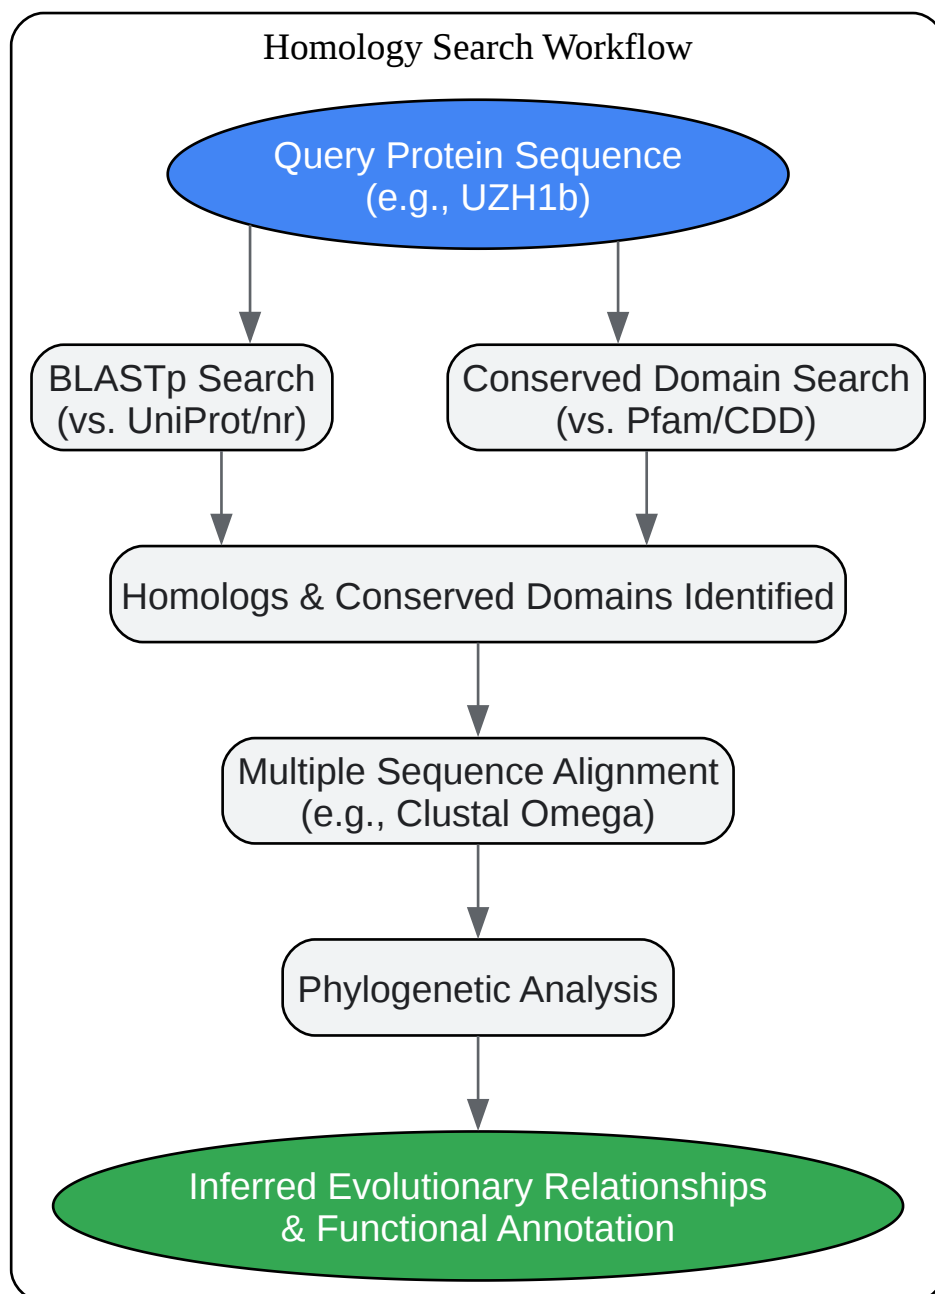 Homology Search Workflow
Query Protein Sequence
(e.g., UZH1b)
BLASTp Search
(vs. UniProt/nr)
Conserved Domain Search
(vs. Pfam/CDD)
Homologs & Conserved Domains Identified
Multiple Sequence Alignment
(e.g., Clustal Omega)
Phylogenetic Analysis
Inferred Evolutionary Relationships
& Functional Annotation